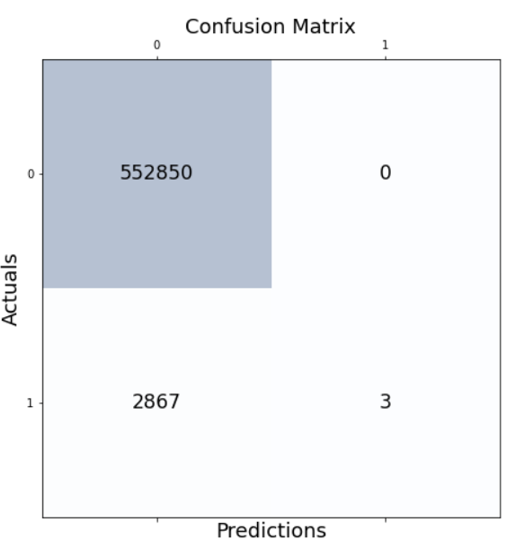 Confusion Matrix
0 1
0 552850 0
Actuals
1 2867 3
Predictions